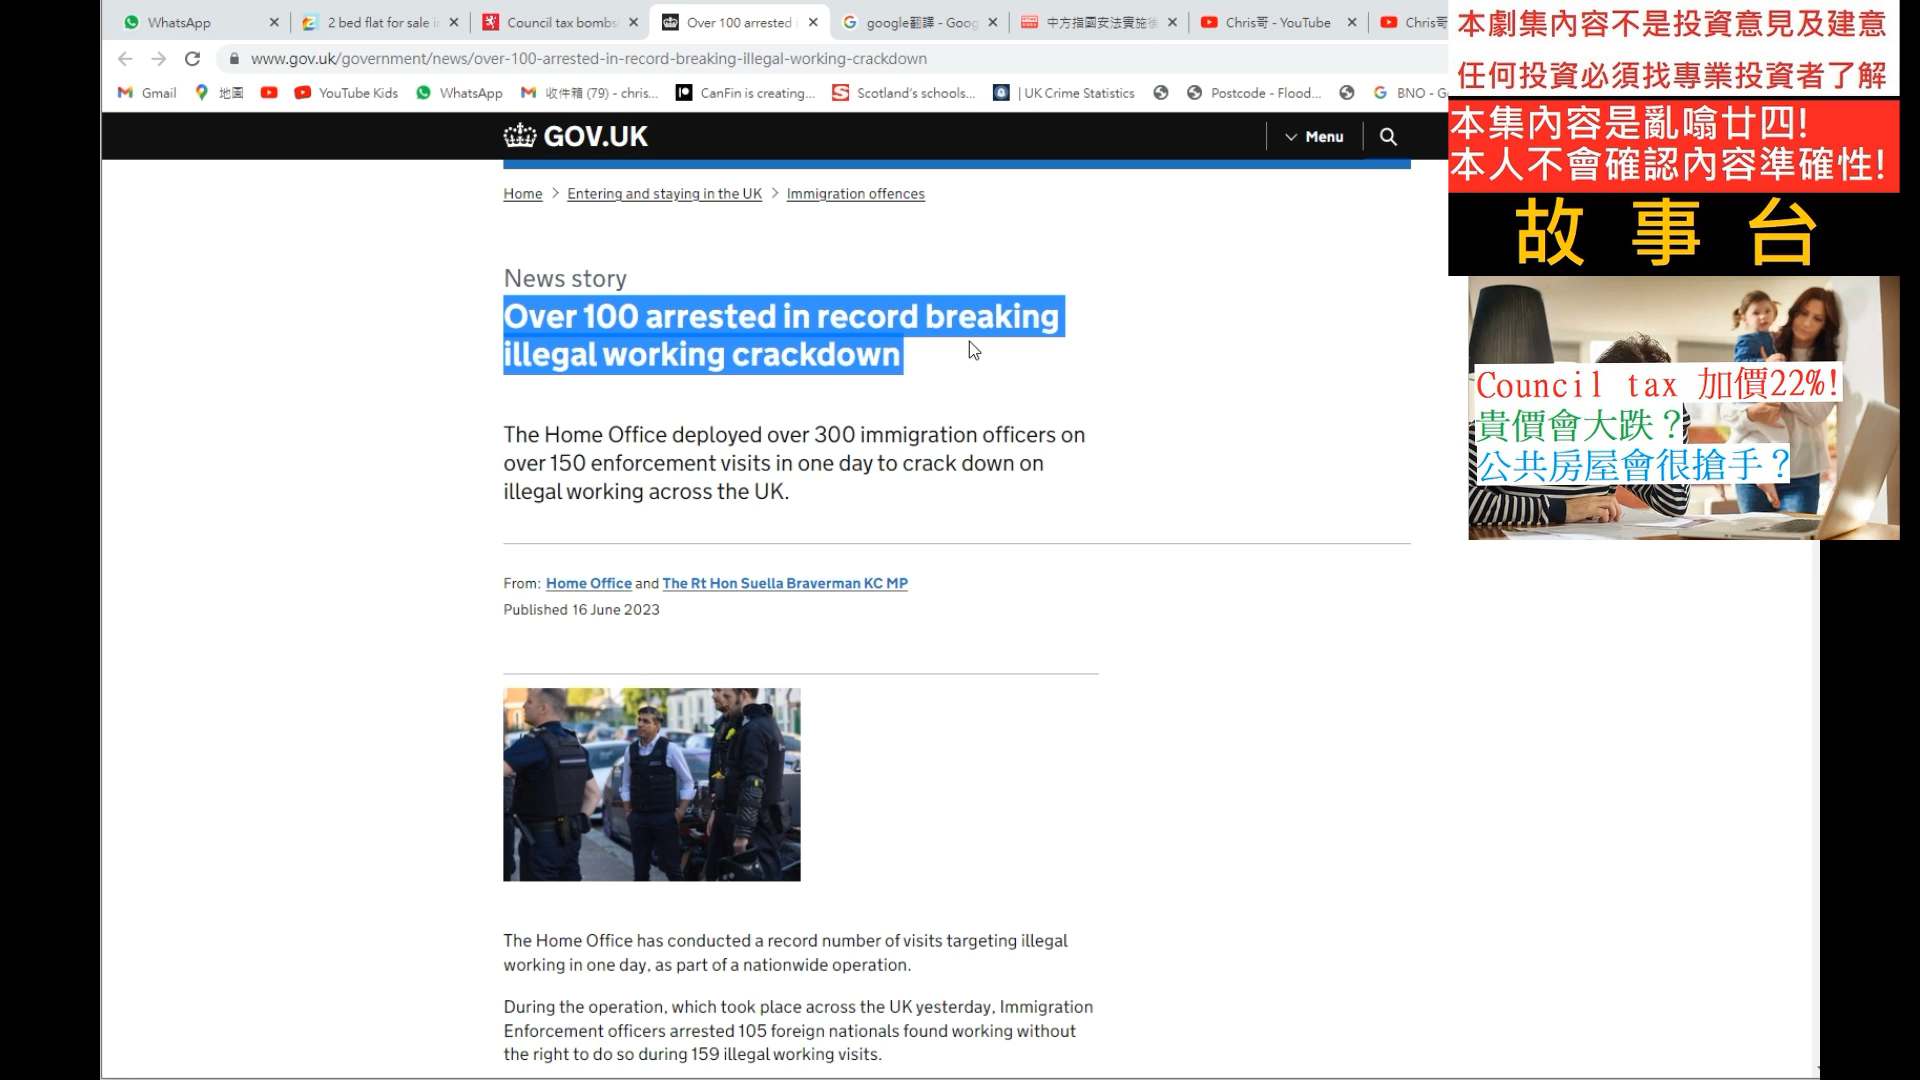 WhatsApp
2 bed flat for sale i
Council tax bombs
Over 100 arrested i
google翻譯 - Goog
中方指國安法實施後
Chris哥 - YouTube
Chris哥
www.gov.uk/government/news/over-100-arrested-in-record-breaking-illegal-working-crackdown
Gmail
地圖
YouTube Kids
WhatsApp
收件箱 (79) - chris...
CanFin is creating...
Scotland's schools...
| UK Crime Statistics
Postcode - Flood...
BNO - G
本劇集內容不是投資意見及建意
任何投資必須找專業投資者了解
本集內容是亂噏廿四!
本人不會確認內容準確性!
故 事 台
Council tax 加價22%!
貴價會大跌？
公共房屋會很搶手？
GOV.UK
Menu
Home > Entering and staying in the UK > Immigration offences
News story
Over 100 arrested in record breaking
illegal working crackdown
The Home Office deployed over 300 immigration officers on
over 150 enforcement visits in one day to crack down on
illegal working across the UK.
From: Home Office and The Rt Hon Suella Braverman KC MP
Published 16 June 2023
The Home Office has conducted a record number of visits targeting illegal
working in one day, as part of a nationwide operation.
During the operation, which took place across the UK yesterday, Immigration
Enforcement officers arrested 105 foreign nationals found working without
the right to do so during 159 illegal working visits.